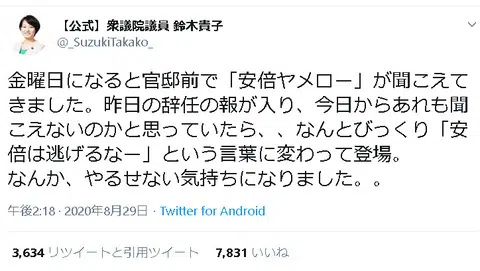 【公式】衆議院議員 鈴木貴子
@_SuzukiTakako_
金曜日になると官邸前で「安倍ヤメロー」が聞こえて
きました。昨日の辞任の報が入り、今日からあれも聞
こえないのかと思っていたら、、なんとびっくり「安
倍は逃げるなー」という言葉に変わって登場。
なんか、やるせない気持ちになりました。。
午後2:18 · 2020年8月29日 · Twitter for Android
3,634 リツイートと引用ツイート 7,831 いいね